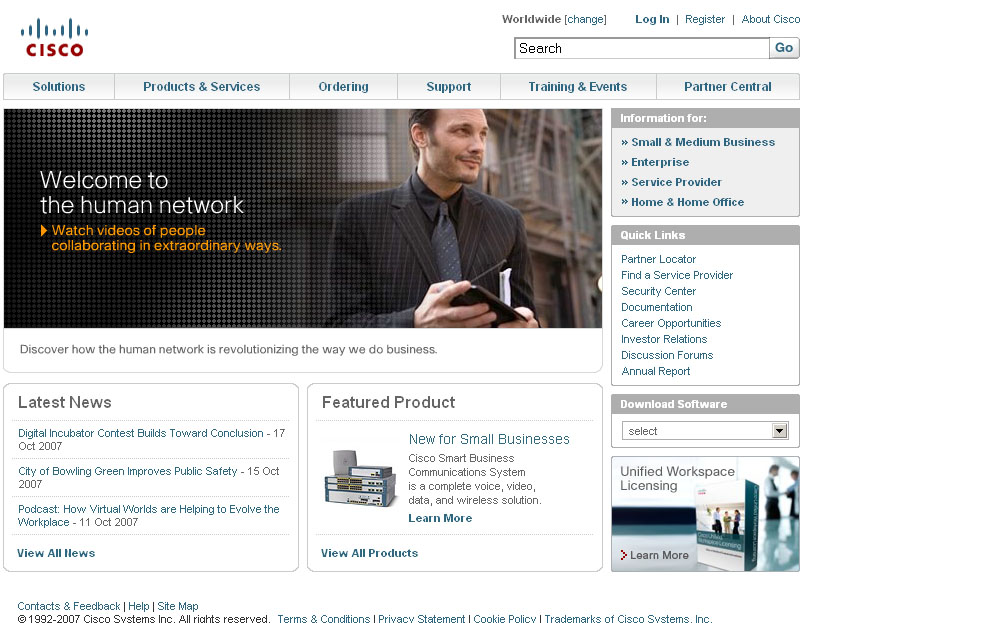 CISCO
Worldwide [change] Log In | Register | About Cisco
Search Go
Solutions Products & Services Ordering Support Training & Events Partner Central
Welcome to
the human network
Watch videos of people
collaborating in extraordinary ways.
Discover how the human network is revolutionizing the way we do business.
Information for:
» Small & Medium Business
» Enterprise
» Service Provider
» Home & Home Office
Quick Links
Partner Locator
Find a Service Provider
Security Center
Documentation
Career Opportunities
Investor Relations
Discussion Forums
Annual Report
Latest News
Digital Incubator Contest Builds Toward Conclusion - 17
Oct 2007
City of Bowling Green Improves Public Safety - 15 Oct
2007
Podcast: How Virtual Worlds are Helping to Evolve the
Workplace - 11 Oct 2007
View All News
Featured Product
New for Small Businesses
Cisco Smart Business
Communications System
is a complete voice, video,
data, and wireless solution.
Learn More
View All Products
Download Software
select
Unified Workspace
Licensing
Learn More
Contacts & Feedback | Help | Site Map
© 1992-2007 Cisco Systems Inc. All rights reserved. Terms & Conditions | Privacy Statement | Cookie Policy | Trademarks of Cisco Systems, Inc.